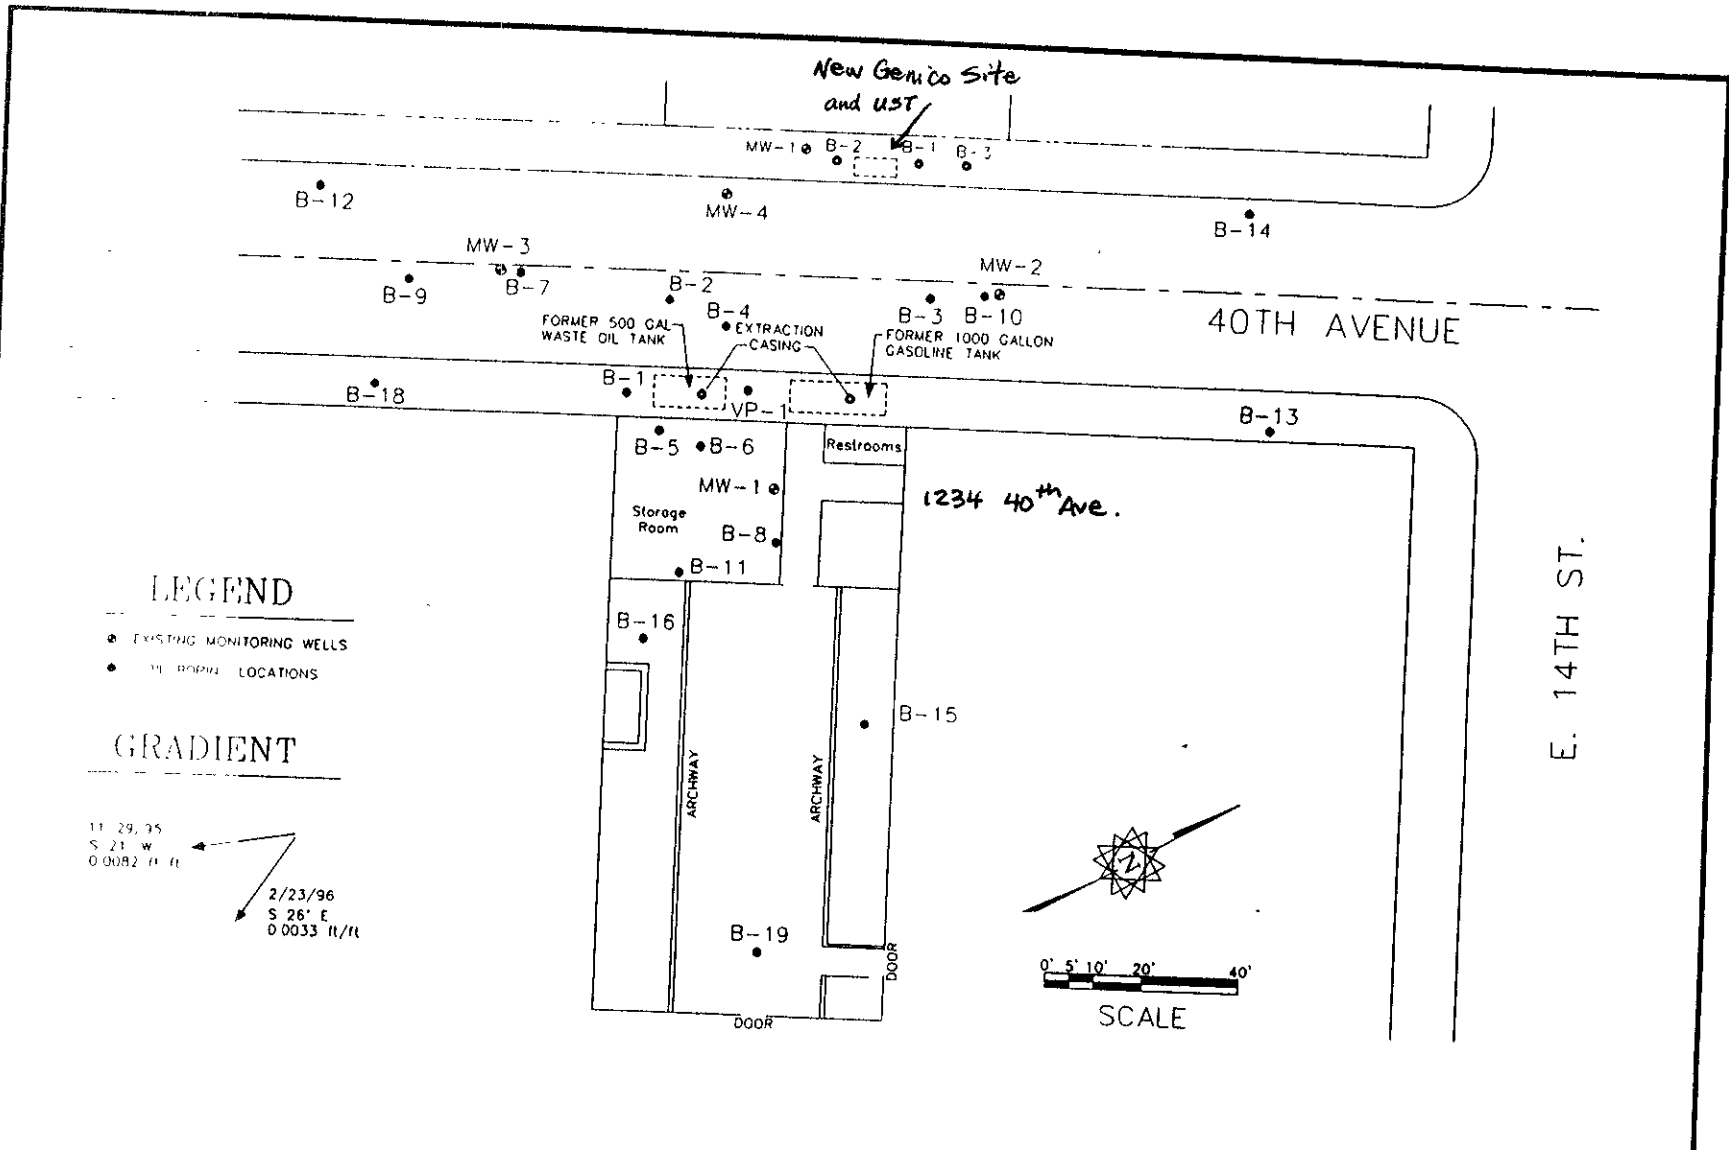 New Genico Site
and UST
MW-1 B-2 B-1 B-3
B-12
MW-4
B-14
MW-3
B-9
B-7
B-2
MW-2
B-4
B-3 B-10
40TH AVENUE
FORMER 500 GAL
WASTE OIL TANK
EXTRACTION
CASING
FORMER 1000 GALLON
GASOLINE TANK
B-18
B-1
VP-1
B-13
B-5 B-6
Restrooms
MW-1
1234 40th Ave.
Storage
Room
B-8
B-11
E. 14TH ST.
LEGEND
EXISTING MONITORING WELLS
LOCATIONS
B-16
B-15
GRADIENT
ARCHWAY
ARCHWAY
S 21 W
0.0082
2/23/96
S 26° E
0.0033 ft/ft
N
B-19
DOOR
DOOR
0' 5' 10' 20' 40'
SCALE